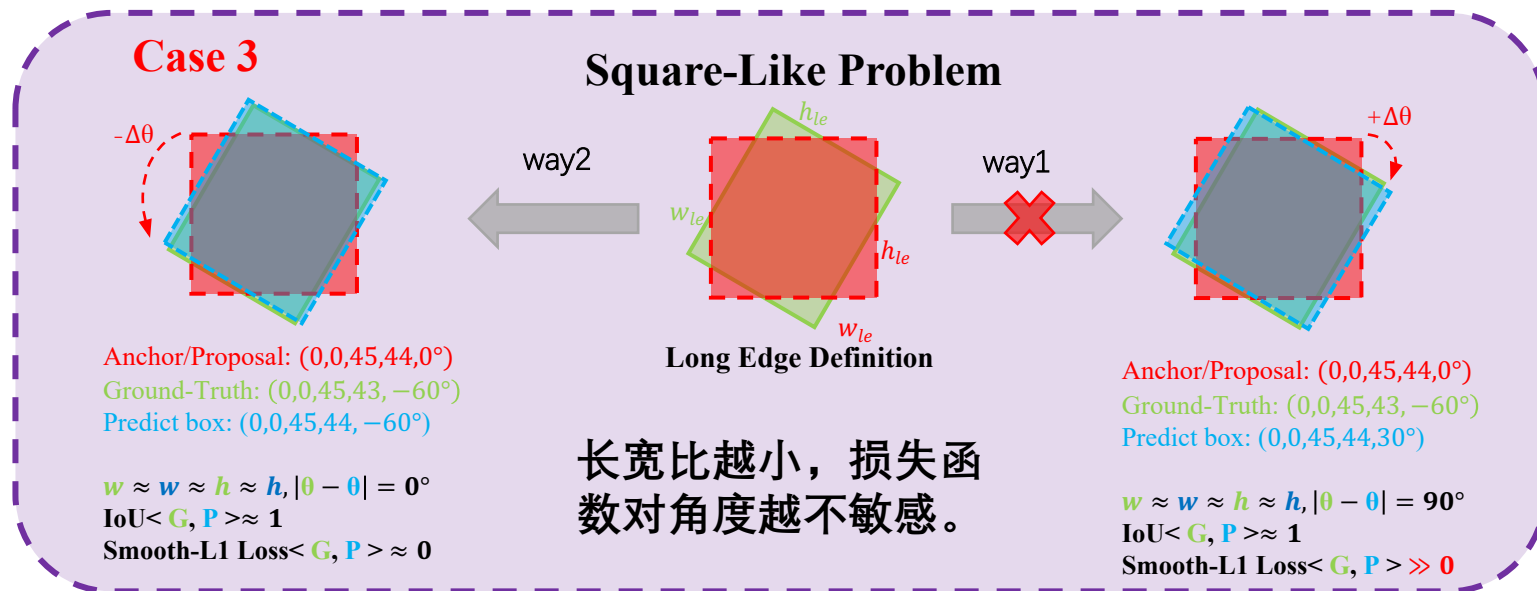 Case 3
Square-Like Problem
-Δθ
way2
h_le
w_le
h_le
w_le
Long Edge Definition
way1
+Δθ
Anchor/Proposal: (0,0,45,44,0°)
Ground-Truth: (0,0,45,43, −60°)
Predict box: (0,0,45,44, −60°)
w ≈ w ≈ h ≈ h, |θ − θ| = 0°
IoU< G, P >≈ 1
Smooth-L1 Loss< G, P > ≈ 0
长宽比越小，损失函
数对角度越不敏感。
Anchor/Proposal: (0,0,45,44,0°)
Ground-Truth: (0,0,45,43, −60°)
Predict box: (0,0,45,44,30°)
w ≈ w ≈ h ≈ h, |θ − θ| = 90°
IoU< G, P >≈ 1
Smooth-L1 Loss< G, P > ≫ 0